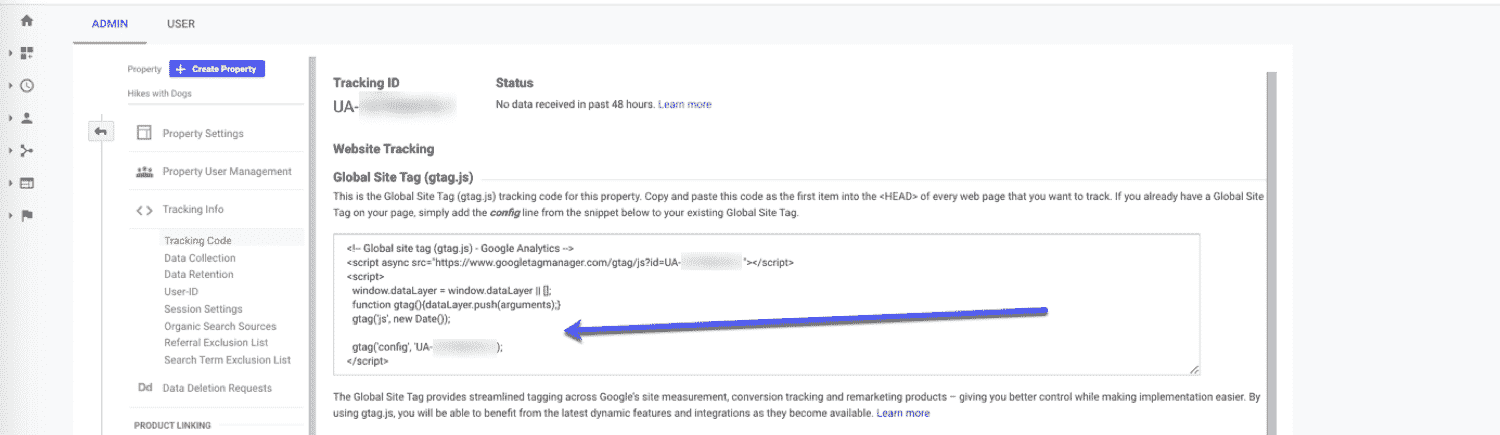 ADMIN
USER
Property
Create Property
Hikes with Dogs
Property Settings
Property User Management
Tracking Info
Tracking Code
Data Collection
Data Retention
User-ID
Session Settings
Organic Search Sources
Referral Exclusion List
Search Term Exclusion List
Dd Data Deletion Requests
PRODUCT LINKING
Tracking ID
UA-
Status
No data received in past 48 hours. Learn more
Website Tracking
Global Site Tag (gtag.js)
This is the Global Site Tag (gtag.js) tracking code for this property. Copy and paste this code as the first item into the <HEAD> of every web page that you want to track. If you already have a Global Site
Tag on your page, simply add the config line from the snippet below to your existing Global Site Tag.
<!-- Global site tag (gtag.js) - Google Analytics -->
<script async src="https://www.googletagmanager.com/gtag/js?id=UA-"></script>
<script>
window.dataLayer = window.dataLayer || [];
function gtag(){dataLayer.push(arguments);}
gtag('js', new Date());
gtag('config', 'UA-');
</script>
The Global Site Tag provides streamlined tagging across Google's site measurement, conversion tracking and remarketing products – giving you better control while making implementation easier. By
using gtag.js, you will be able to benefit from the latest dynamic features and integrations as they become available. Learn more